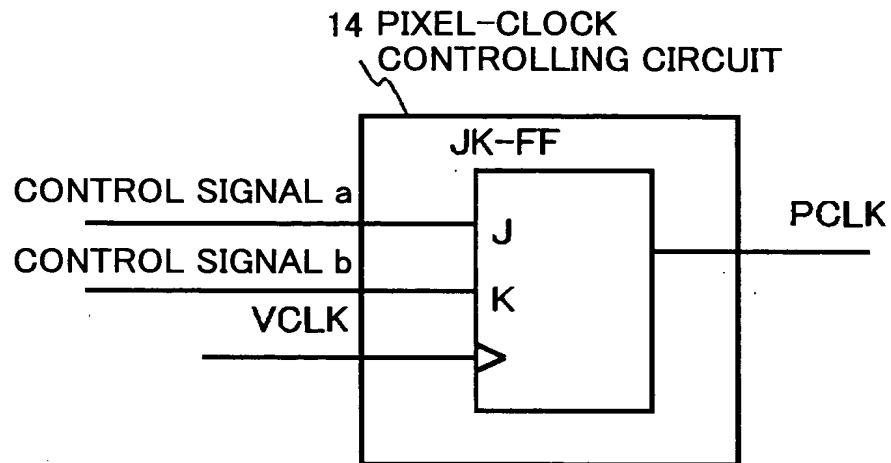 14 PIXEL-CLOCK
CONTROLLING CIRCUIT
JK-FF
CONTROL SIGNAL a
J
PCLK
CONTROL SIGNAL b
K
VCLK